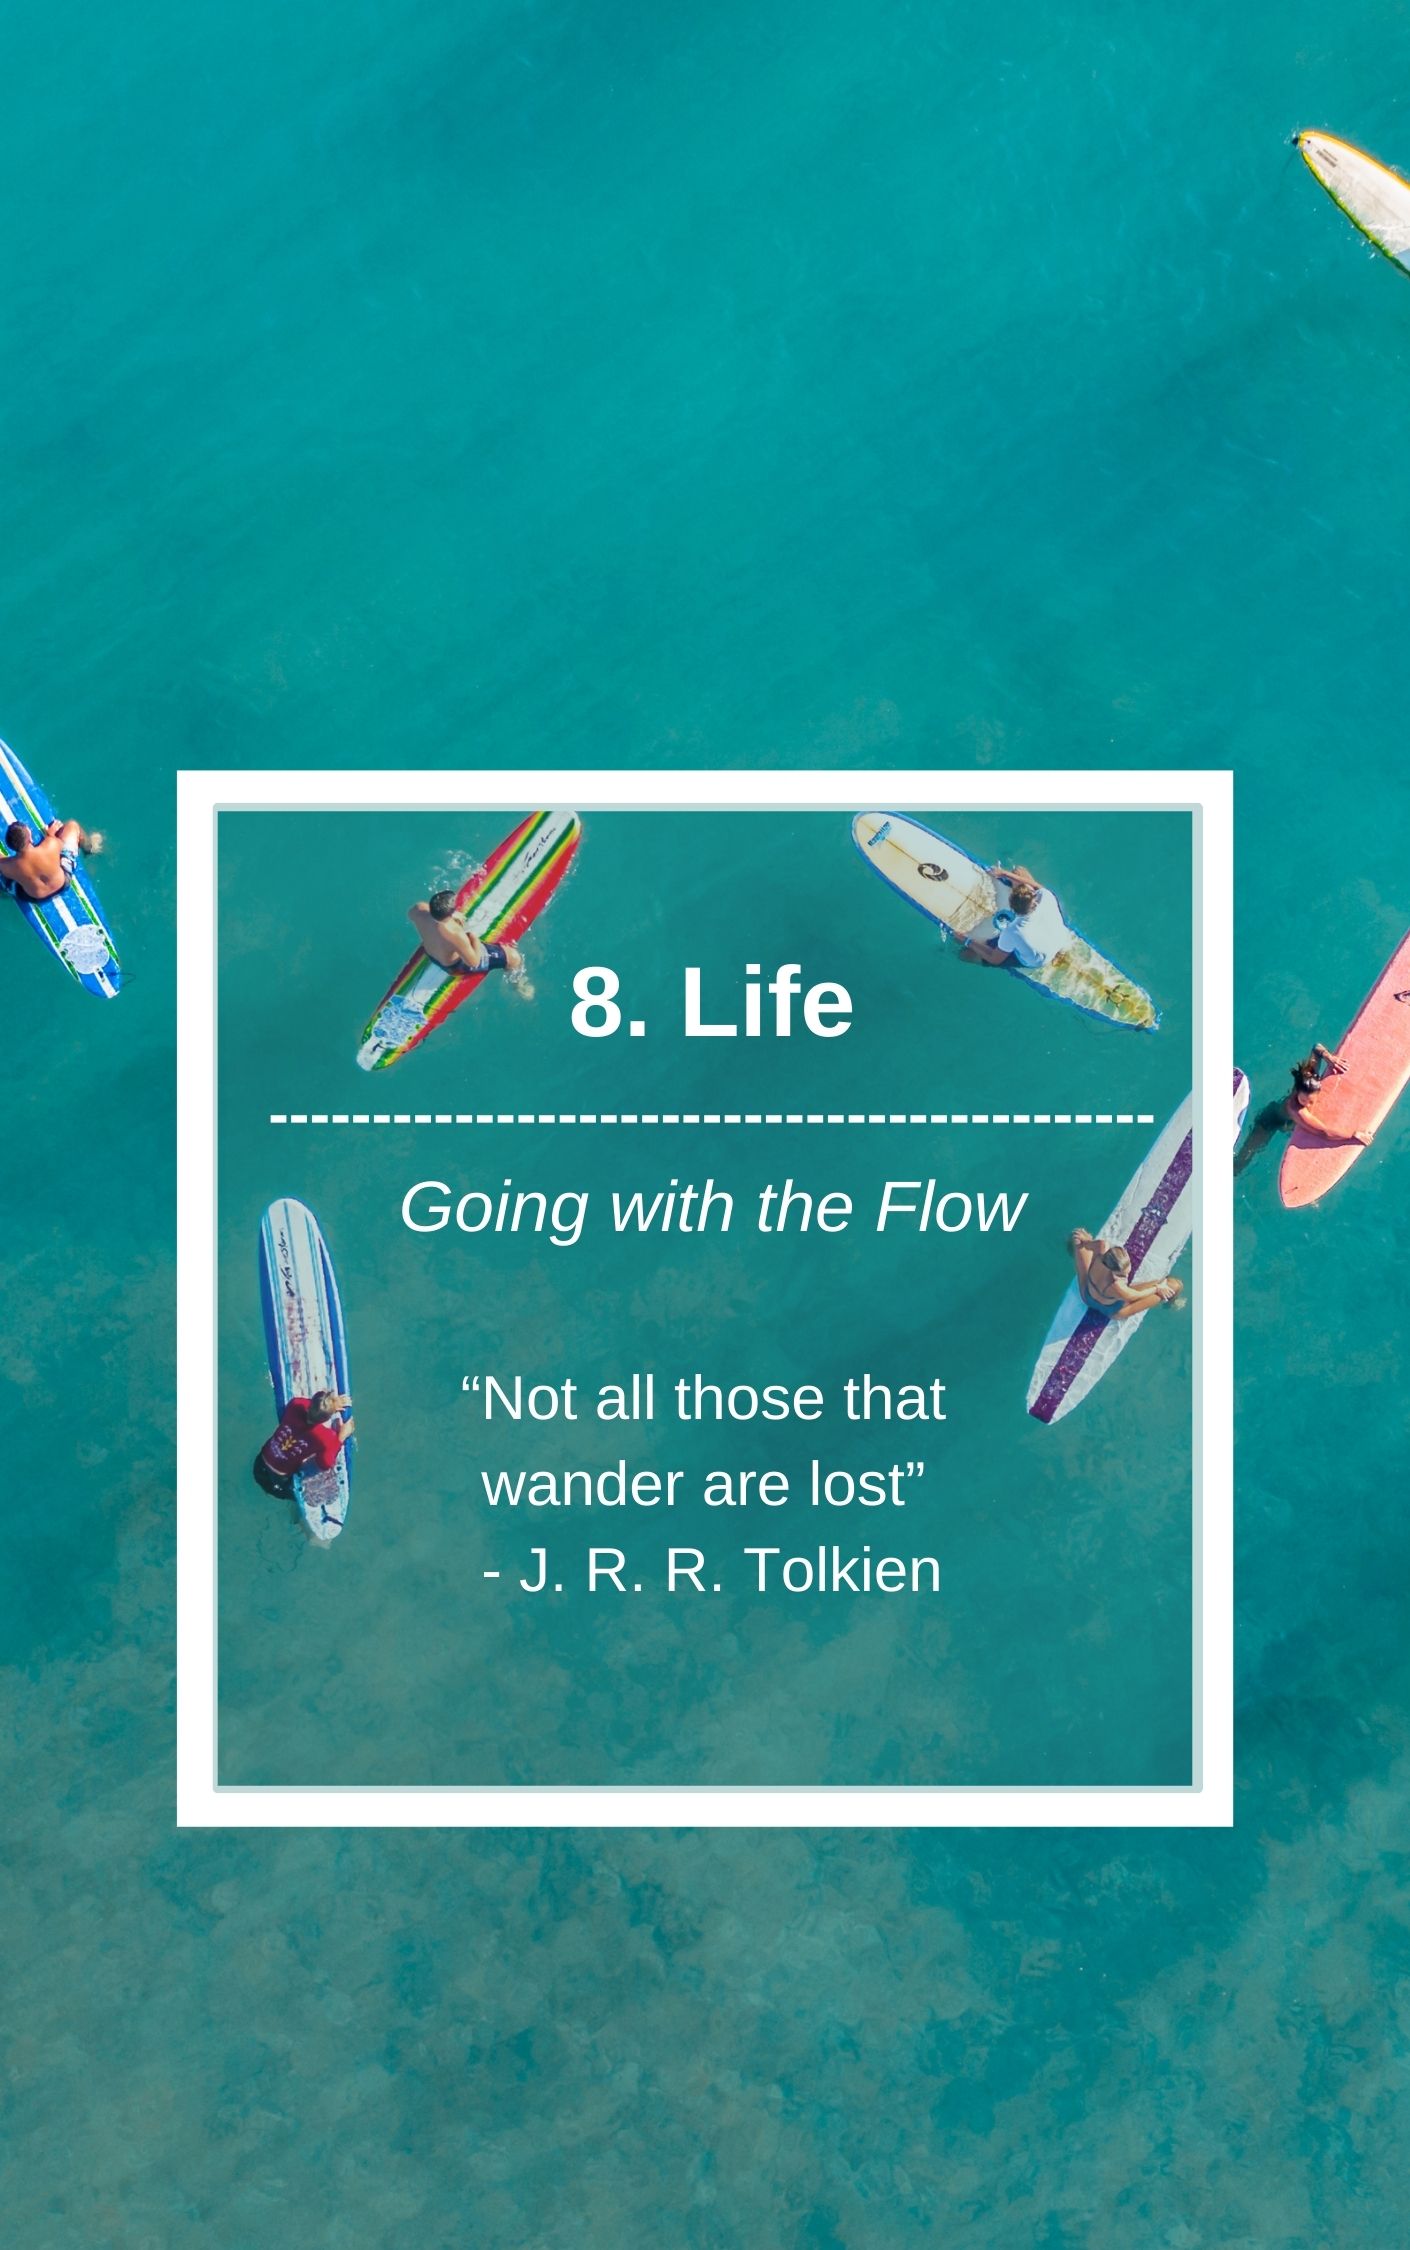 8. Life
-------------------------------------------
Going with the Flow
“Not all those that
wander are lost”
- J. R. R. Tolkien